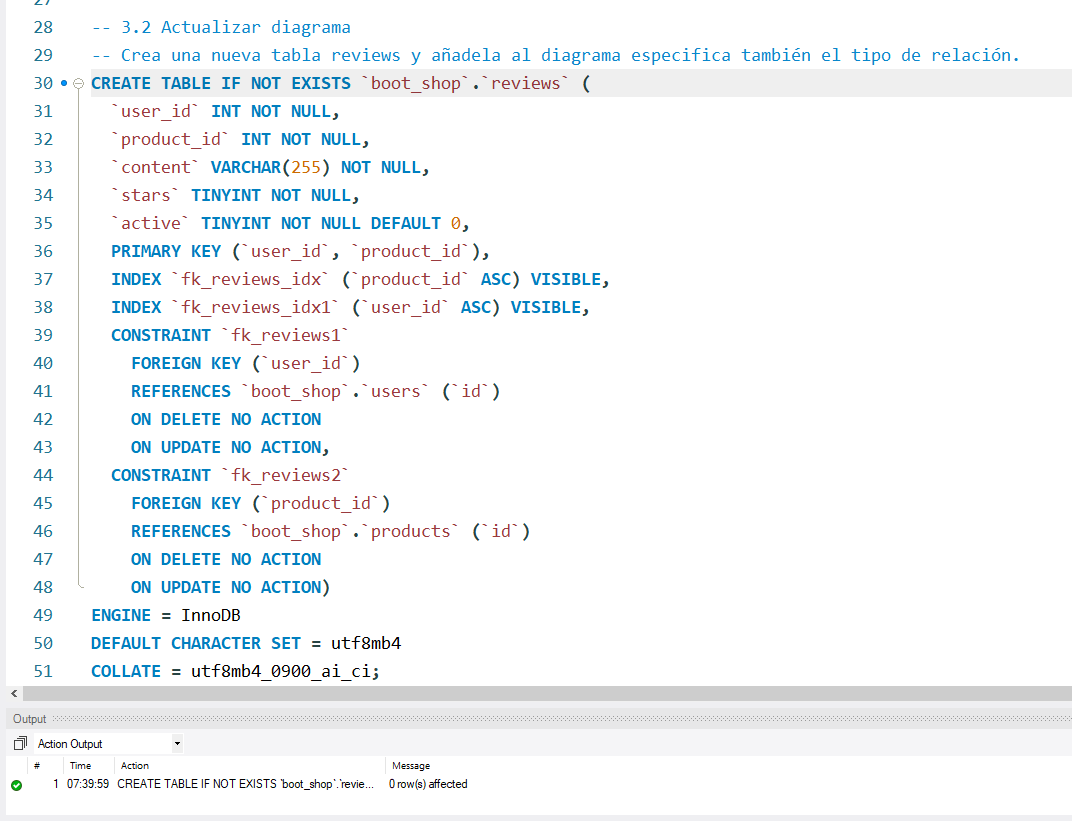 27
28 -- 3.2 Actualizar diagrama
29 -- Crea una nueva tabla reviews y añadela al diagrama especifica también el tipo de relación.
30 CREATE TABLE IF NOT EXISTS `boot_shop`.`reviews` (
31 `user_id` INT NOT NULL,
32 `product_id` INT NOT NULL,
33 `content` VARCHAR(255) NOT NULL,
34 `stars` TINYINT NOT NULL,
35 `active` TINYINT NOT NULL DEFAULT 0,
36 PRIMARY KEY (`user_id`, `product_id`),
37 INDEX `fk_reviews_idx` (`product_id` ASC) VISIBLE,
38 INDEX `fk_reviews_idx1` (`user_id` ASC) VISIBLE,
39 CONSTRAINT `fk_reviews1`
40 FOREIGN KEY (`user_id`)
41 REFERENCES `boot_shop`.`users` (`id`)
42 ON DELETE NO ACTION
43 ON UPDATE NO ACTION,
44 CONSTRAINT `fk_reviews2`
45 FOREIGN KEY (`product_id`)
46 REFERENCES `boot_shop`.`products` (`id`)
47 ON DELETE NO ACTION
48 ON UPDATE NO ACTION)
49 ENGINE = InnoDB
50 DEFAULT CHARACTER SET = utf8mb4
51 COLLATE = utf8mb4_0900_ai_ci;
Output
Action Output
# Time Action Message
1 07:39:59 CREATE TABLE IF NOT EXISTS `boot_shop`.`revie... 0 row(s) affected